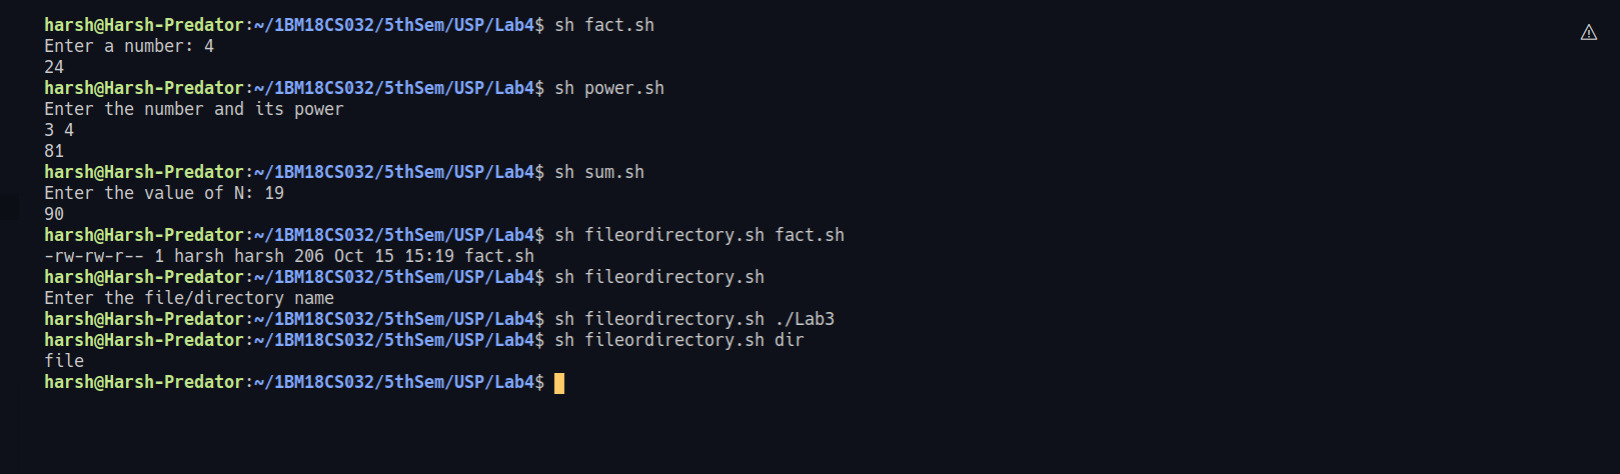 harsh@Harsh-Predator:~/1BM18CS032/5thSem/USP/Lab4$ sh fact.sh
Enter a number: 4
24
harsh@Harsh-Predator:~/1BM18CS032/5thSem/USP/Lab4$ sh power.sh
Enter the number and its power
3 4
81
harsh@Harsh-Predator:~/1BM18CS032/5thSem/USP/Lab4$ sh sum.sh
Enter the value of N: 19
90
harsh@Harsh-Predator:~/1BM18CS032/5thSem/USP/Lab4$ sh fileordirectory.sh fact.sh
-rw-rw-r-- 1 harsh harsh 206 Oct 15 15:19 fact.sh
harsh@Harsh-Predator:~/1BM18CS032/5thSem/USP/Lab4$ sh fileordirectory.sh
Enter the file/directory name
harsh@Harsh-Predator:~/1BM18CS032/5thSem/USP/Lab4$ sh fileordirectory.sh ./Lab3
harsh@Harsh-Predator:~/1BM18CS032/5thSem/USP/Lab4$ sh fileordirectory.sh dir
file
harsh@Harsh-Predator:~/1BM18CS032/5thSem/USP/Lab4$